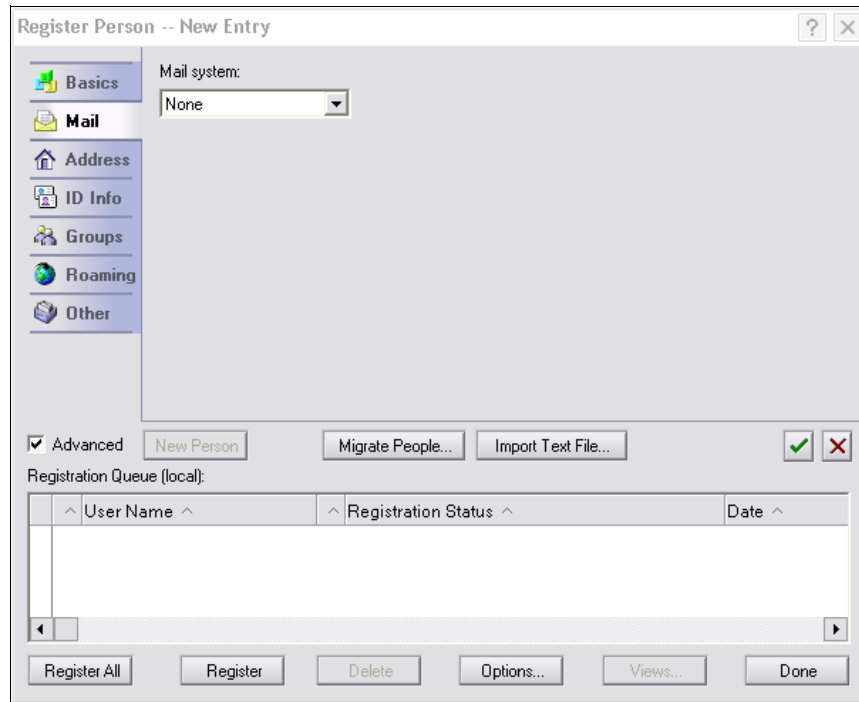 Register Person -- New Entry
?
Basics
Mail system:
None
Mail
Address
ID Info
Groups
Roaming
Other
Advanced New Person Migrate People... Import Text File...
Registration Queue (local):
User Name Registration Status Date
Register All Register Delete Options... Views... Done